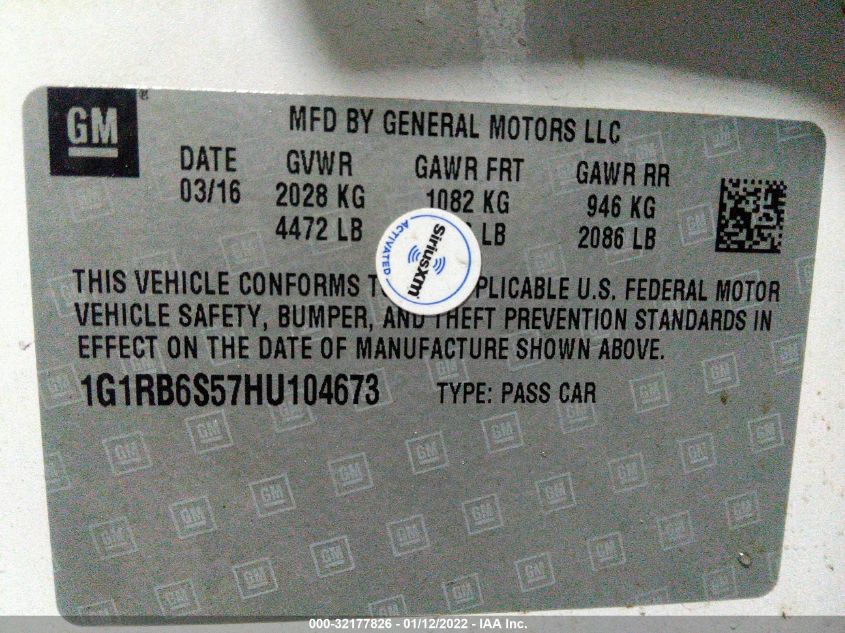 GM
MFD BY GENERAL MOTORS LLC
DATE GVWR GAWR FRT GAWR RR
03/16 2028 KG 1082 KG 946 KG
4472 LB LB 2086 LB
SiriusXm
ACTIVATED
THIS VEHICLE CONFORMS PLICABLE U.S. FEDERAL MOTOR
VEHICLE SAFETY, BUMPER, AND THEFT PREVENTION STANDARDS IN
EFFECT ON THE DATE OF MANUFACTURE SHOWN ABOVE.
1G1RB6S57HU104673 TYPE: PASS CAR
000-32177826 - 01/12/2022 - IAA Inc.